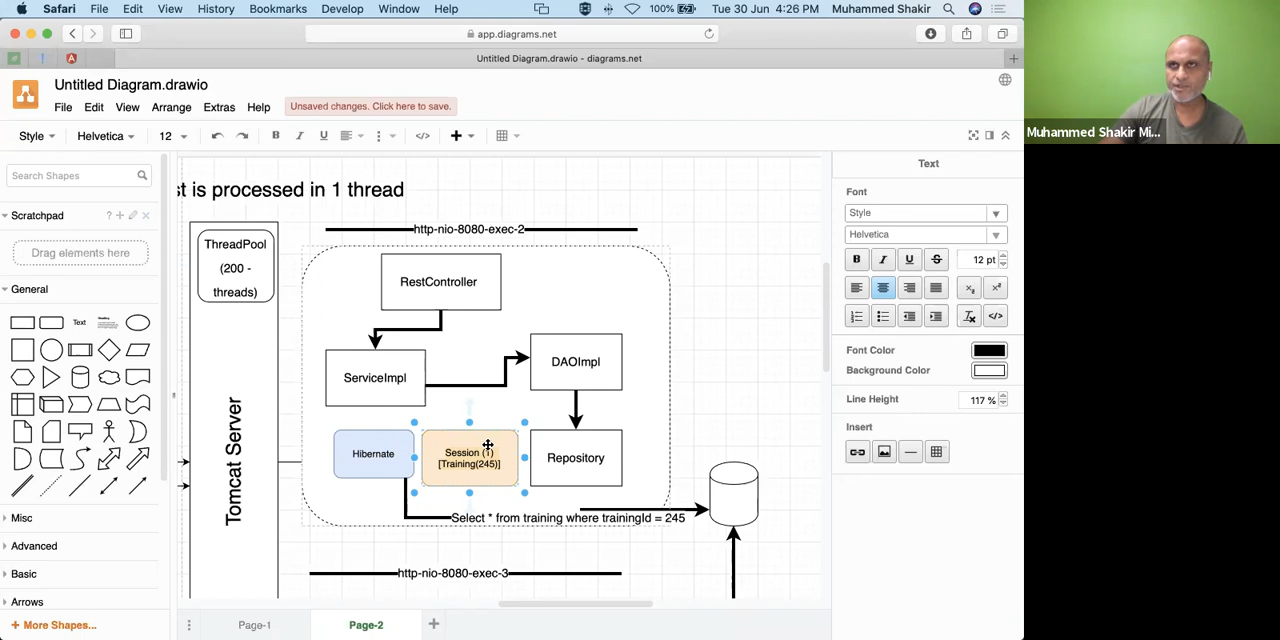 Safari File Edit View History Bookmarks Develop Window Help 100% Tue 30 Jun 4:26 PM Muhammed Shakir
app.diagrams.net
Untitled Diagram.drawio - diagrams.net
Untitled Diagram.drawio
File Edit View Arrange Extras Help Unsaved changes. Click here to save.
Style Helvetica 12 B I U
Search Shapes
Scratchpad
Drag elements here
General
Text
Heading
Misc
Advanced
Basic
Arrows
+ More Shapes...
st is processed in 1 thread
ThreadPool
(200 -
threads)
Tomcat Server
http-nio-8080-exec-2
RestController
ServiceImpl
DAOImpl
Hibernate
Session (1)
[Training(245)]
Repository
Select * from training where trainingId = 245
http-nio-8080-exec-3
Page-1
Page-2
Text
Font
Style
Helvetica
B I U S 12 pt
Font Color
Background Color
Line Height 117 %
Insert
Muhammed Shakir Mi...